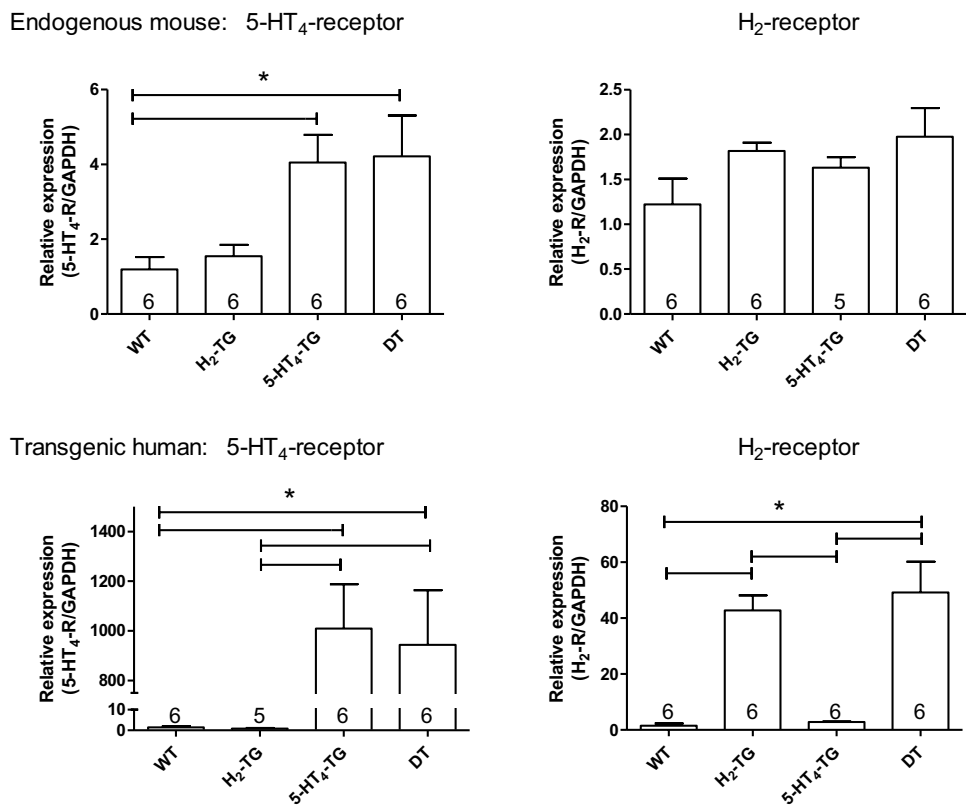 Endogenous mouse: 5-HT₄-receptor
H₂-receptor
*
Relative expression
(5-HT₄-R/GAPDH)
6
4
2
0
6
6
6
6
WT
H₂-TG
5-HT₄-TG
DT
Relative expression
(H₂-R/GAPDH)
2.5
2.0
1.5
1.0
0.5
0.0
6
6
5
6
WT
H₂-TG
5-HT₄-TG
DT
Transgenic human: 5-HT₄-receptor
H₂-receptor
*
Relative expression
(5-HT₄-R/GAPDH)
1400
1200
1000
800
10
0
6
5
6
6
WT
H₂-TG
5-HT₄-TG
DT
*
Relative expression
(H₂-R/GAPDH)
80
60
40
20
0
6
6
6
6
WT
H₂-TG
5-HT₄-TG
DT